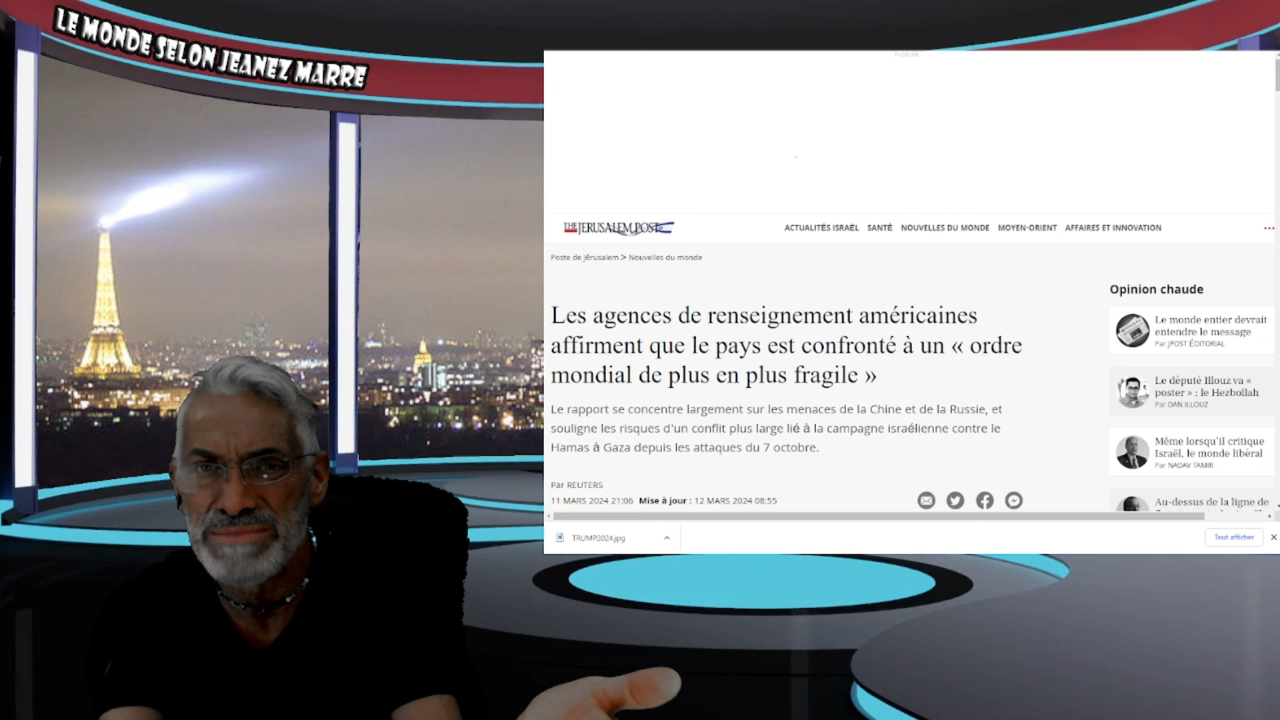 LE MONDE SELON JEANEZ MARRE
Publicité
THE JERUSALEM POST
ACTUALITÉS ISRAËL SANTÉ NOUVELLES DU MONDE MOYEN-ORIENT AFFAIRES ET INNOVATION
Poste de Jérusalem > Nouvelles du monde
Les agences de renseignement américaines
affirment que le pays est confronté à un « ordre
mondial de plus en plus fragile »
Le rapport se concentre largement sur les menaces de la Chine et de la Russie, et
souligne les risques d'un conflit plus large lié à la campagne israélienne contre le
Hamas à Gaza depuis les attaques du 7 octobre.
Par REUTERS
11 MARS 2024 21:06 Mise à jour : 12 MARS 2024 08:55
Opinion chaude
Le monde entier devrait
entendre le message
Par JPOST ÉDITORIAL
Le député Illouz va «
poster » : le Hezbollah
Par DAN ILLOUZ
Même lorsqu'il critique
Israël, le monde libéral
Par NADAV TAMIR
Au-dessus de la ligne de
TRUMP2024.jpg
Tout afficher